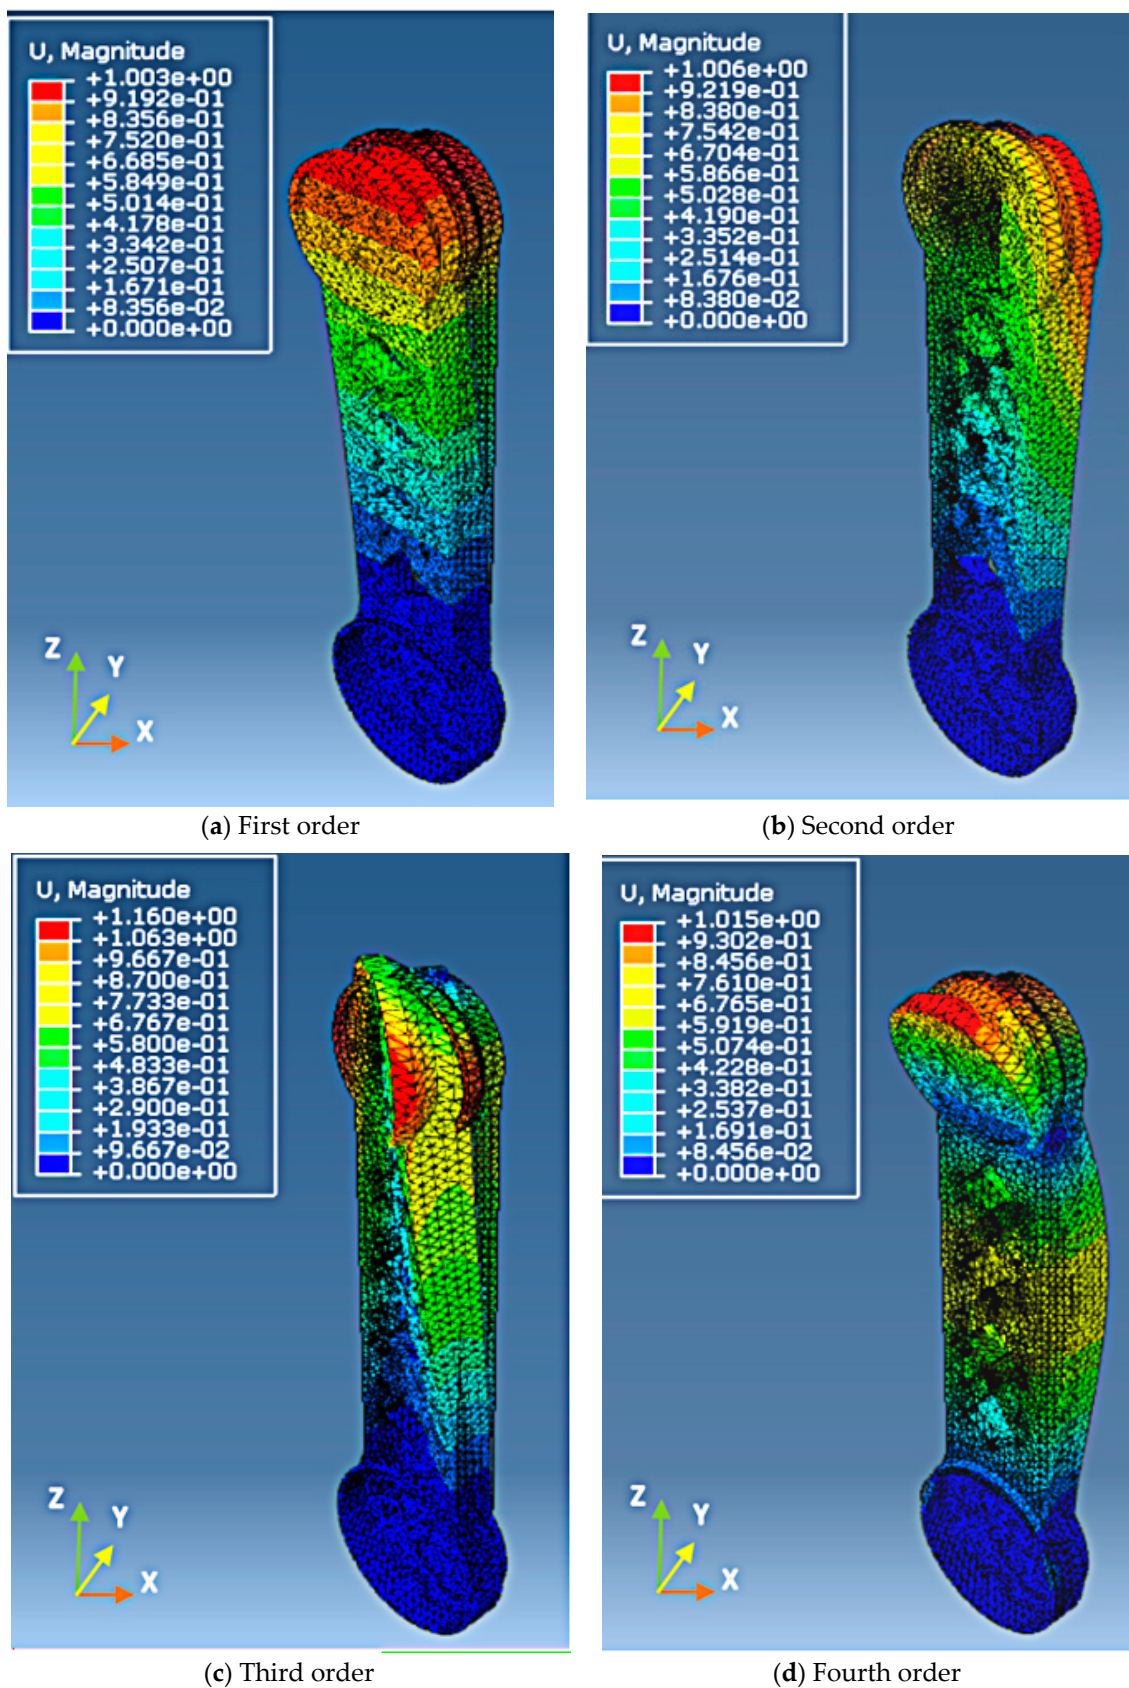 U, Magnitude
+1.003e+00
+9.192e-01
+8.356e-01
+7.520e-01
+6.685e-01
+5.849e-01
+5.014e-01
+4.178e-01
+3.342e-01
+2.507e-01
+1.671e-01
+8.356e-02
+0.000e+00
Z
Y
X
(a) First order
U, Magnitude
+1.006e+00
+9.219e-01
+8.380e-01
+7.542e-01
+6.704e-01
+5.866e-01
+5.028e-01
+4.190e-01
+3.352e-01
+2.514e-01
+1.676e-01
+8.380e-02
+0.000e+00
Z
Y
X
(b) Second order
U, Magnitude
+1.160e+00
+1.063e+00
+9.667e-01
+8.700e-01
+7.733e-01
+6.767e-01
+5.800e-01
+4.833e-01
+3.867e-01
+2.900e-01
+1.933e-01
+9.667e-02
+0.000e+00
Z
Y
X
(c) Third order
U, Magnitude
+1.015e+00
+9.302e-01
+8.456e-01
+7.610e-01
+6.765e-01
+5.919e-01
+5.074e-01
+4.228e-01
+3.382e-01
+2.537e-01
+1.691e-01
+8.456e-02
+0.000e+00
Z
Y
X
(d) Fourth order